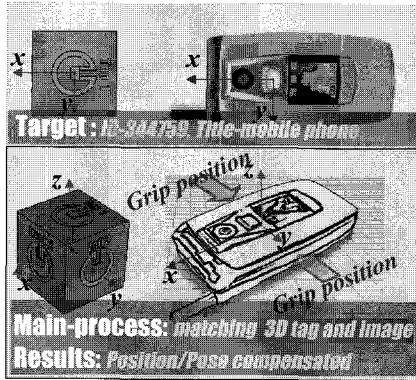 x
x
y
y
Target : IC-344759, Title-mobile phone
z
Grip position
z
x
y
x
y
Grip position
Main-process: matching 3D tag and image
Results: Position/Pose compensated